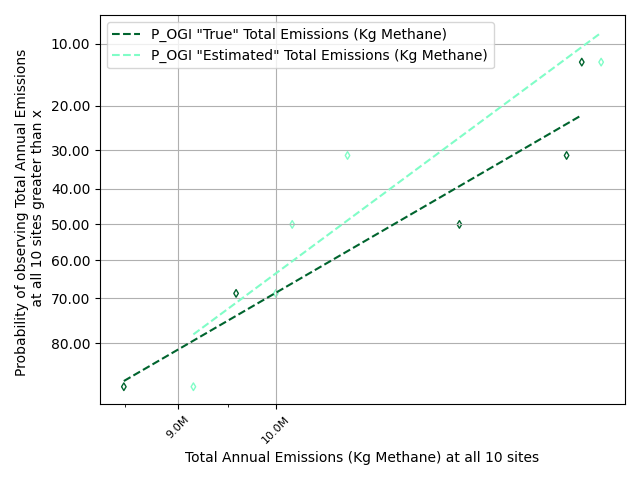 P_OGI "True" Total Emissions (Kg Methane)
P_OGI "Estimated" Total Emissions (Kg Methane)
Probability of observing Total Annual Emissions
at all 10 sites greater than x
10.00
20.00
30.00
40.00
50.00
60.00
70.00
80.00
9.0M
10.0M
Total Annual Emissions (Kg Methane) at all 10 sites